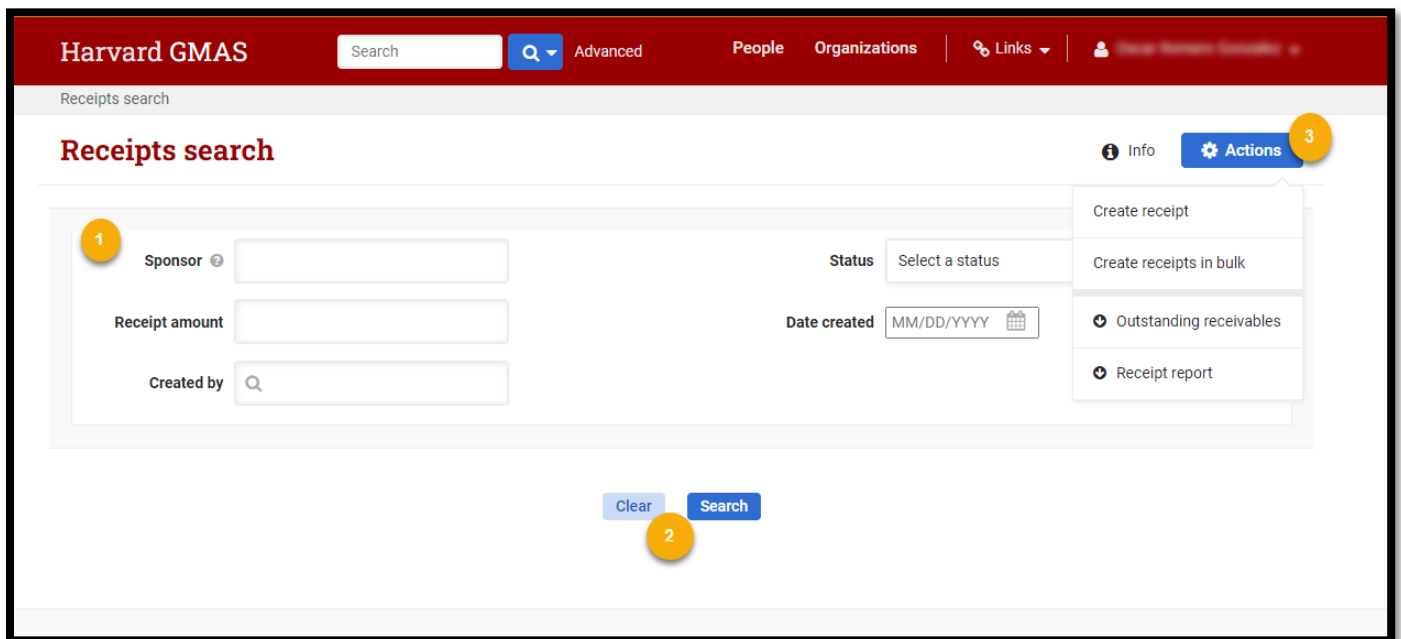 Harvard GMAS Search Advanced People Organizations Links
Receipts search
Receipts search Info Actions 3
Create receipt
1
Sponsor Status Select a status Create receipts in bulk
Receipt amount Date created MM/DD/YYYY Outstanding receivables
Created by Receipt report
Clear Search
2